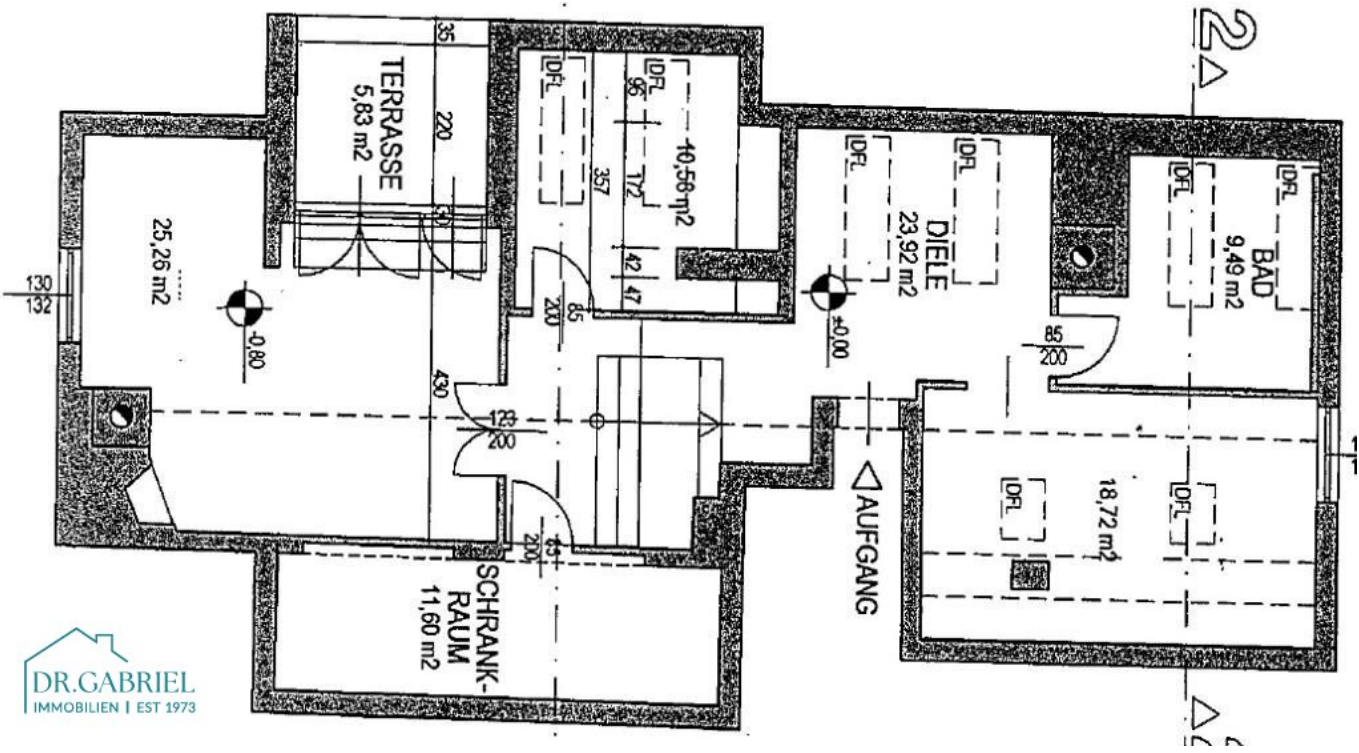 2
35
220
30
TERRASSE
5,83 m2
DFL
DFL
96
172
357
42
47
10,58 m2
DFL
DFL
DIELE
23,92 m2
±0,00
DFL
DFL
BAD
9,49 m2
85
200
85
200
25,26 m2
-0,80
130
132
430
123
200
85
200
AUFGANG
DFL
18,72 m2
DFL
SCHRANK-
RAUM
11,60 m2
DR.GABRIEL
IMMOBILIEN | EST 1973